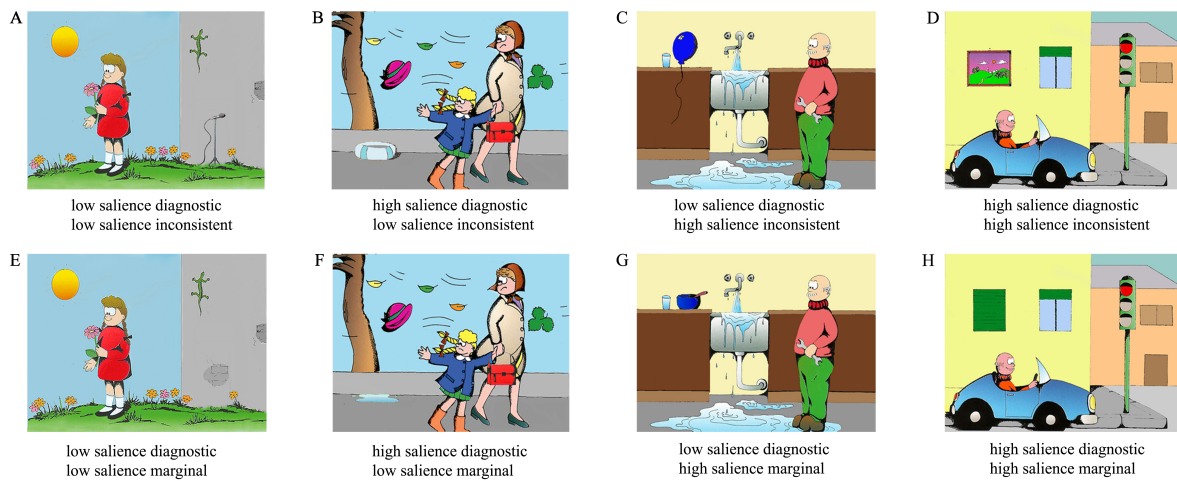 A
B
C
D
low salience diagnostic
low salience inconsistent
high salience diagnostic
low salience inconsistent
low salience diagnostic
high salience inconsistent
high salience diagnostic
high salience inconsistent
E
F
G
H
low salience diagnostic
low salience marginal
high salience diagnostic
low salience marginal
low salience diagnostic
high salience marginal
high salience diagnostic
high salience marginal